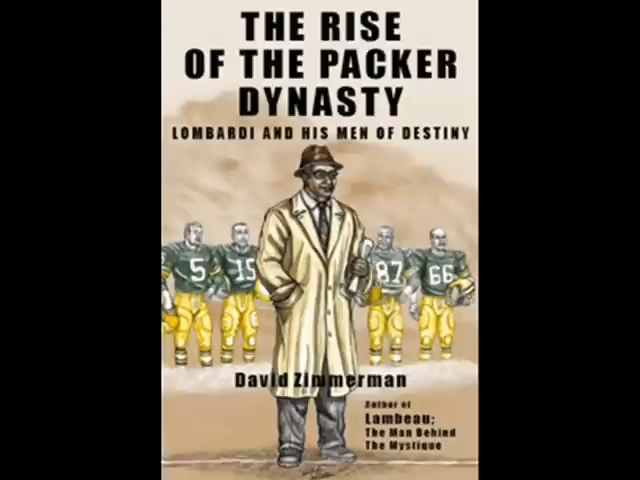 THE RISE
OF THE PACKER
DYNASTY
LOMBARDI AND HIS MEN OF DESTINY
5 15 87 66
David Zimmerman
Author of
Lambeau;
The Man Behind
The Mystique